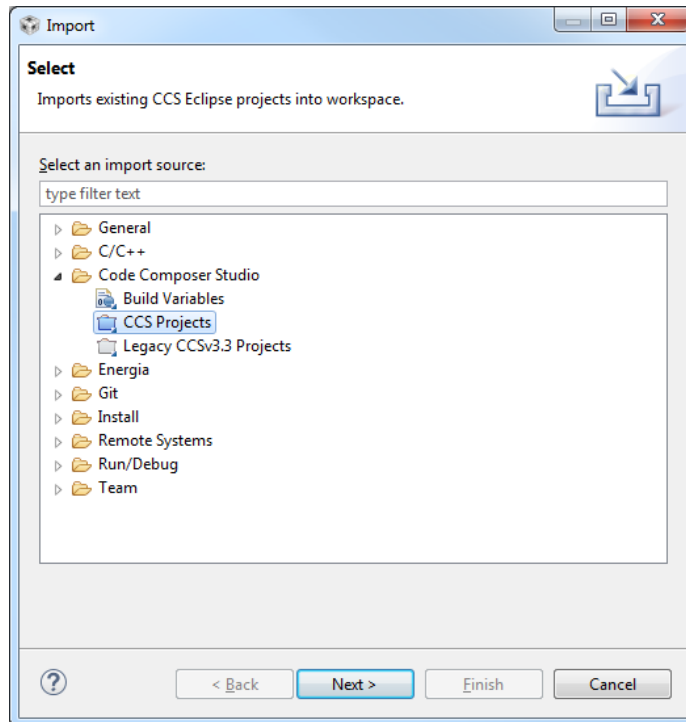 Import
Select
Imports existing CCS Eclipse projects into workspace.
Select an import source:
type filter text
General
C/C++
Code Composer Studio
Build Variables
CCS Projects
Legacy CCSv3.3 Projects
Energia
Git
Install
Remote Systems
Run/Debug
Team
? < Back Next > Finish Cancel